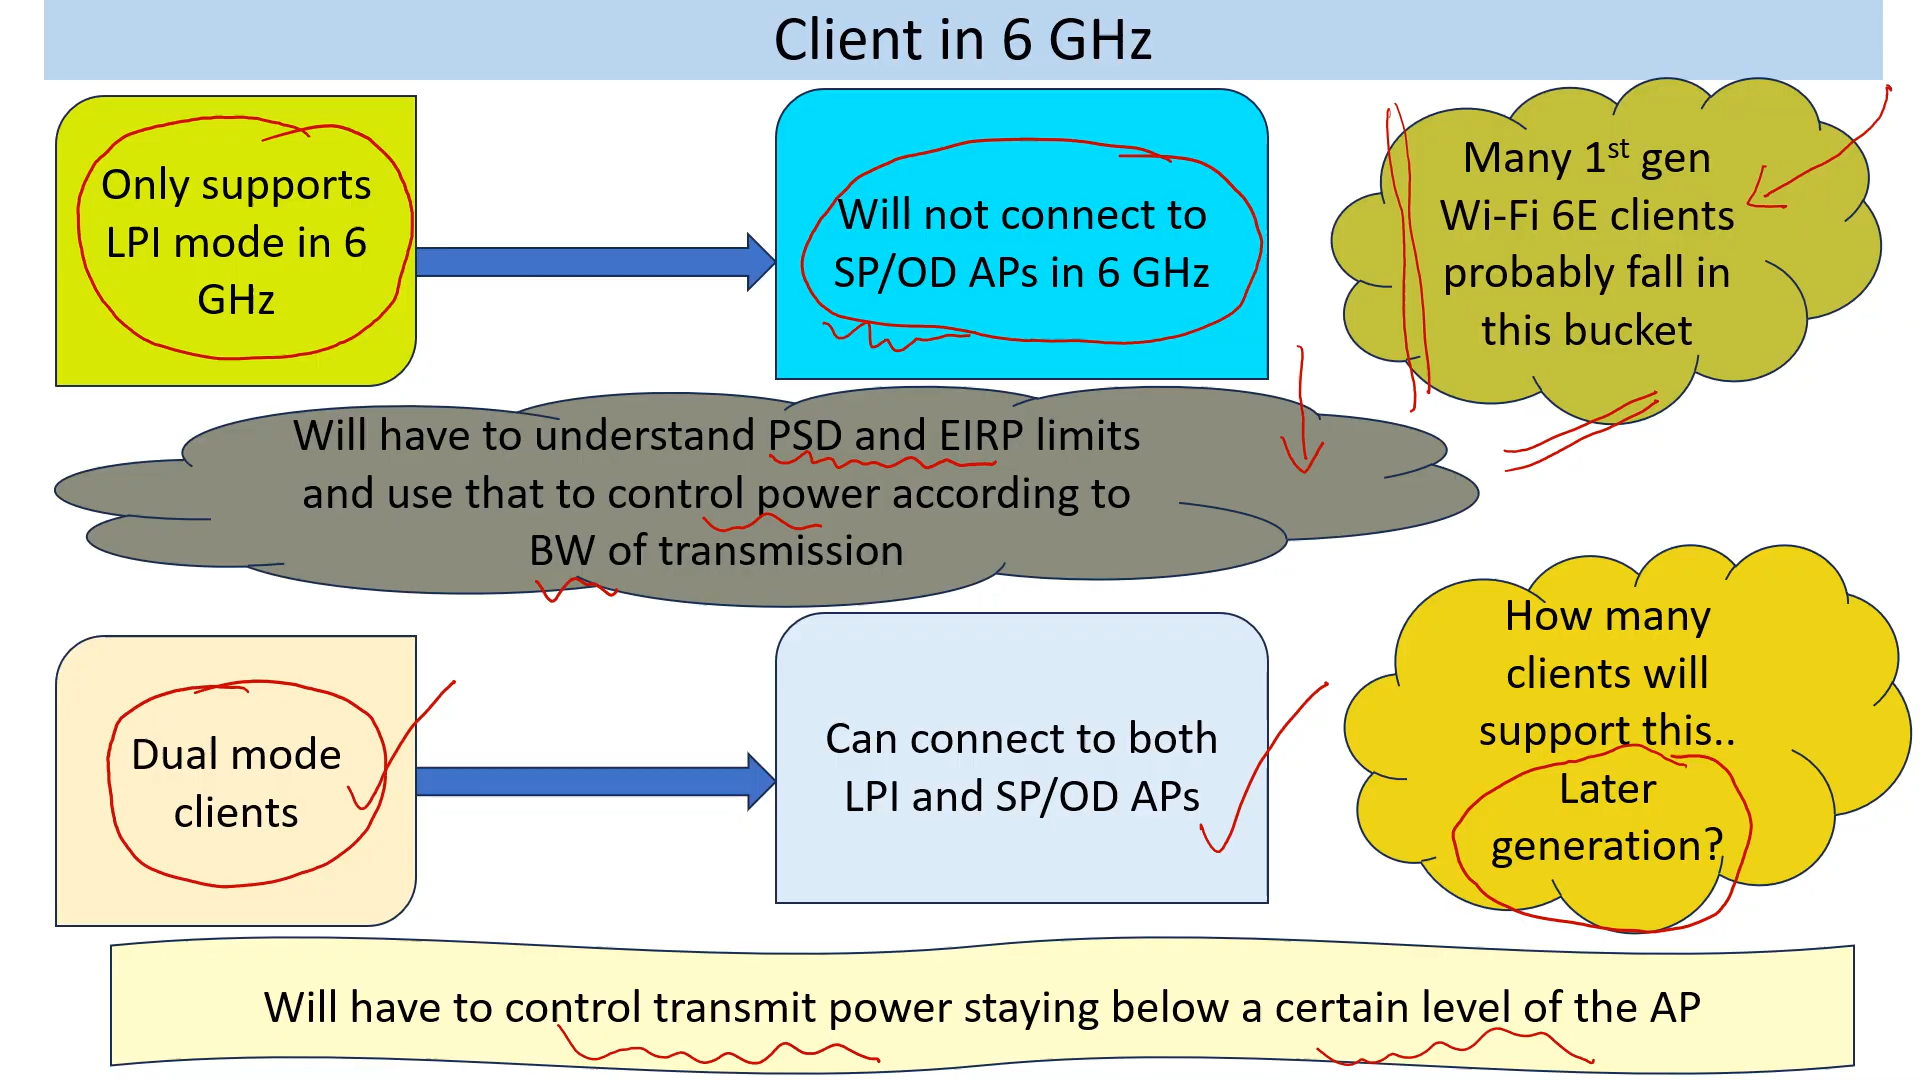 Client in 6 GHz
Only supports
LPI mode in 6
GHz
Will not connect to
SP/OD APs in 6 GHz
Many 1st gen
Wi-Fi 6E clients
probably fall in
this bucket
Will have to understand PSD and EIRP limits
and use that to control power according to
BW of transmission
Dual mode
clients
Can connect to both
LPI and SP/OD APs
How many
clients will
support this..
Later
generation?
Will have to control transmit power staying below a certain level of the AP